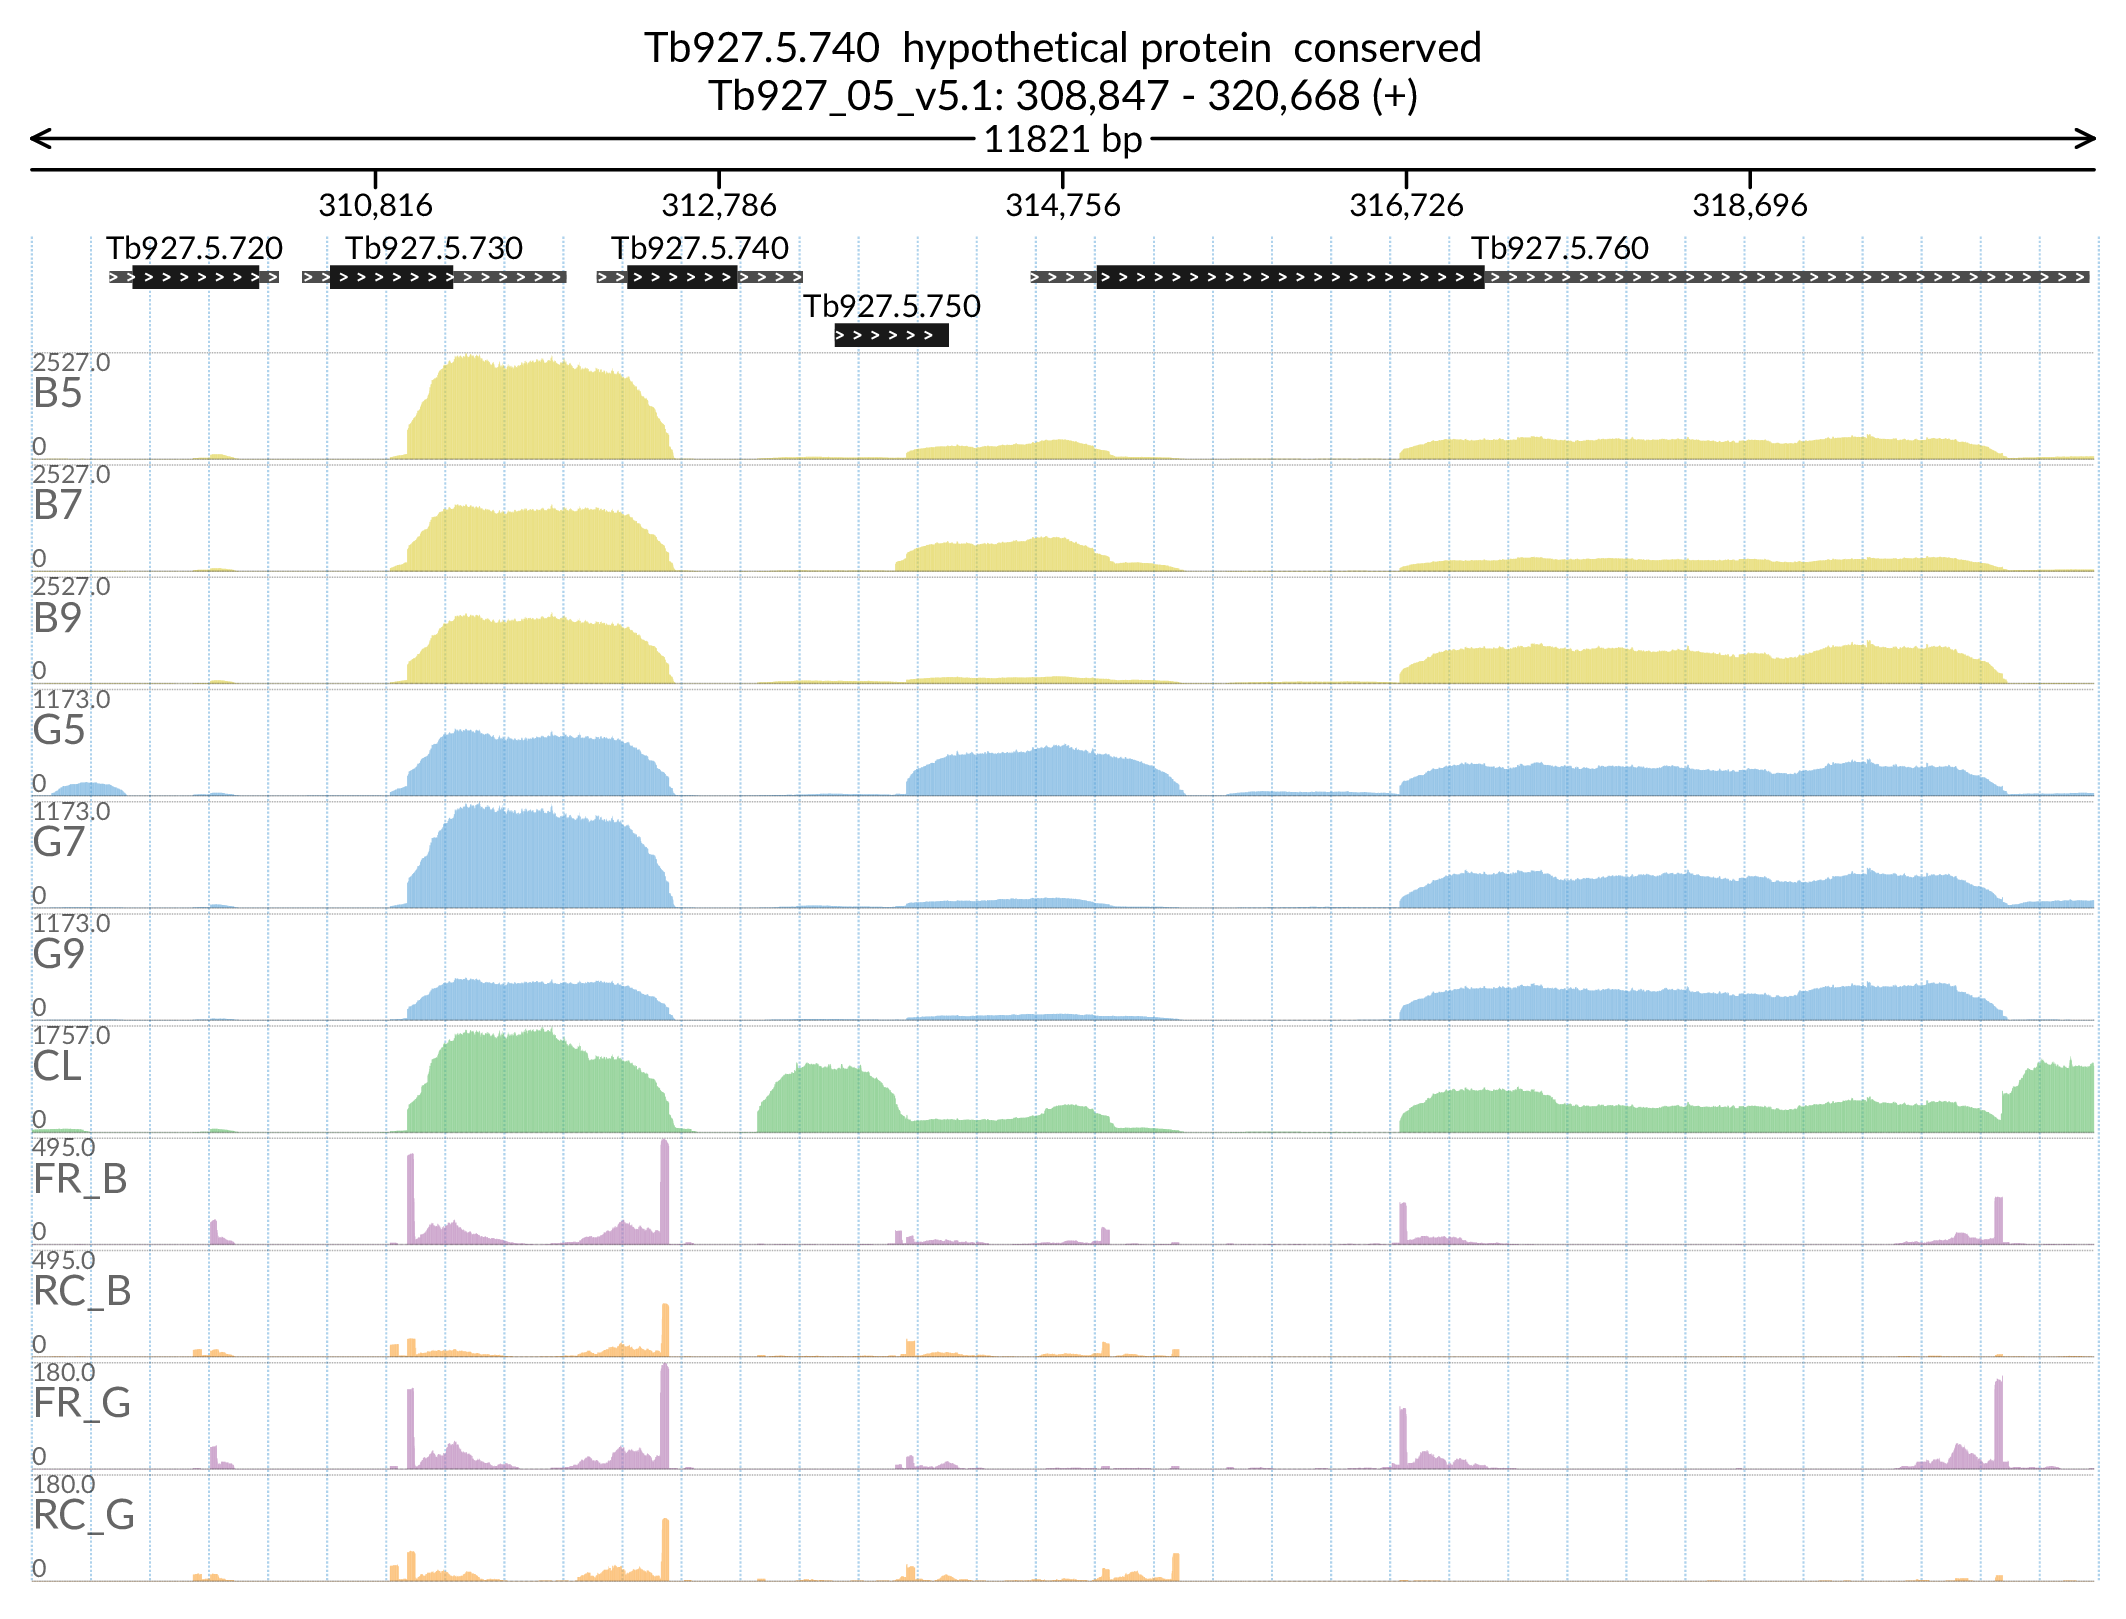 Tb927.5.740  hypothetical protein  conserved
Tb927_05_v5.1: 308,847 - 320,668 (+)
11821 bp
310,816 312,786 314,756 316,726 318,696
Tb927.5.720 Tb927.5.730 Tb927.5.740 Tb927.5.760
Tb927.5.750
2527.0
B5
0
2527.0
B7
0
2527.0
B9
0
1173.0
G5
0
1173.0
G7
0
1173.0
G9
0
1757.0
CL
0
495.0
FR_B
0
495.0
RC_B
0
180.0
FR_G
0
180.0
RC_G
0